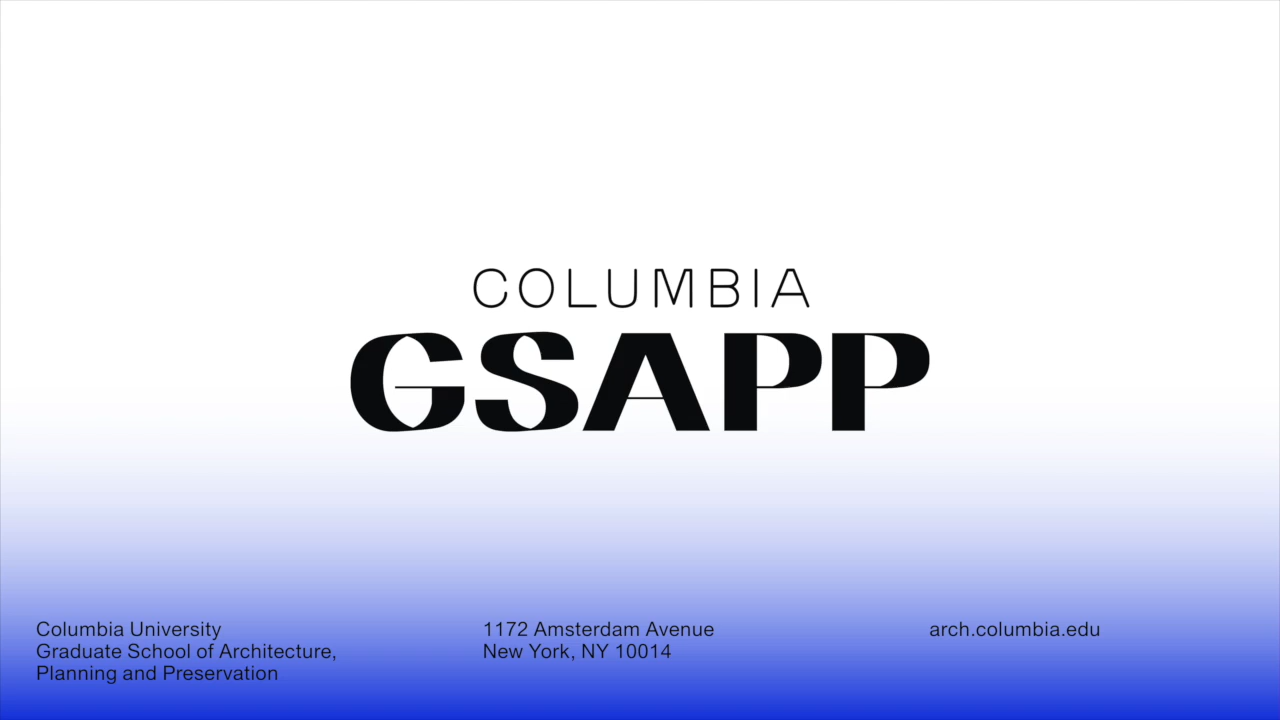 COLUMBIA
GSAPP
Columbia University
Graduate School of Architecture,
Planning and Preservation
1172 Amsterdam Avenue
New York, NY 10014
arch.columbia.edu